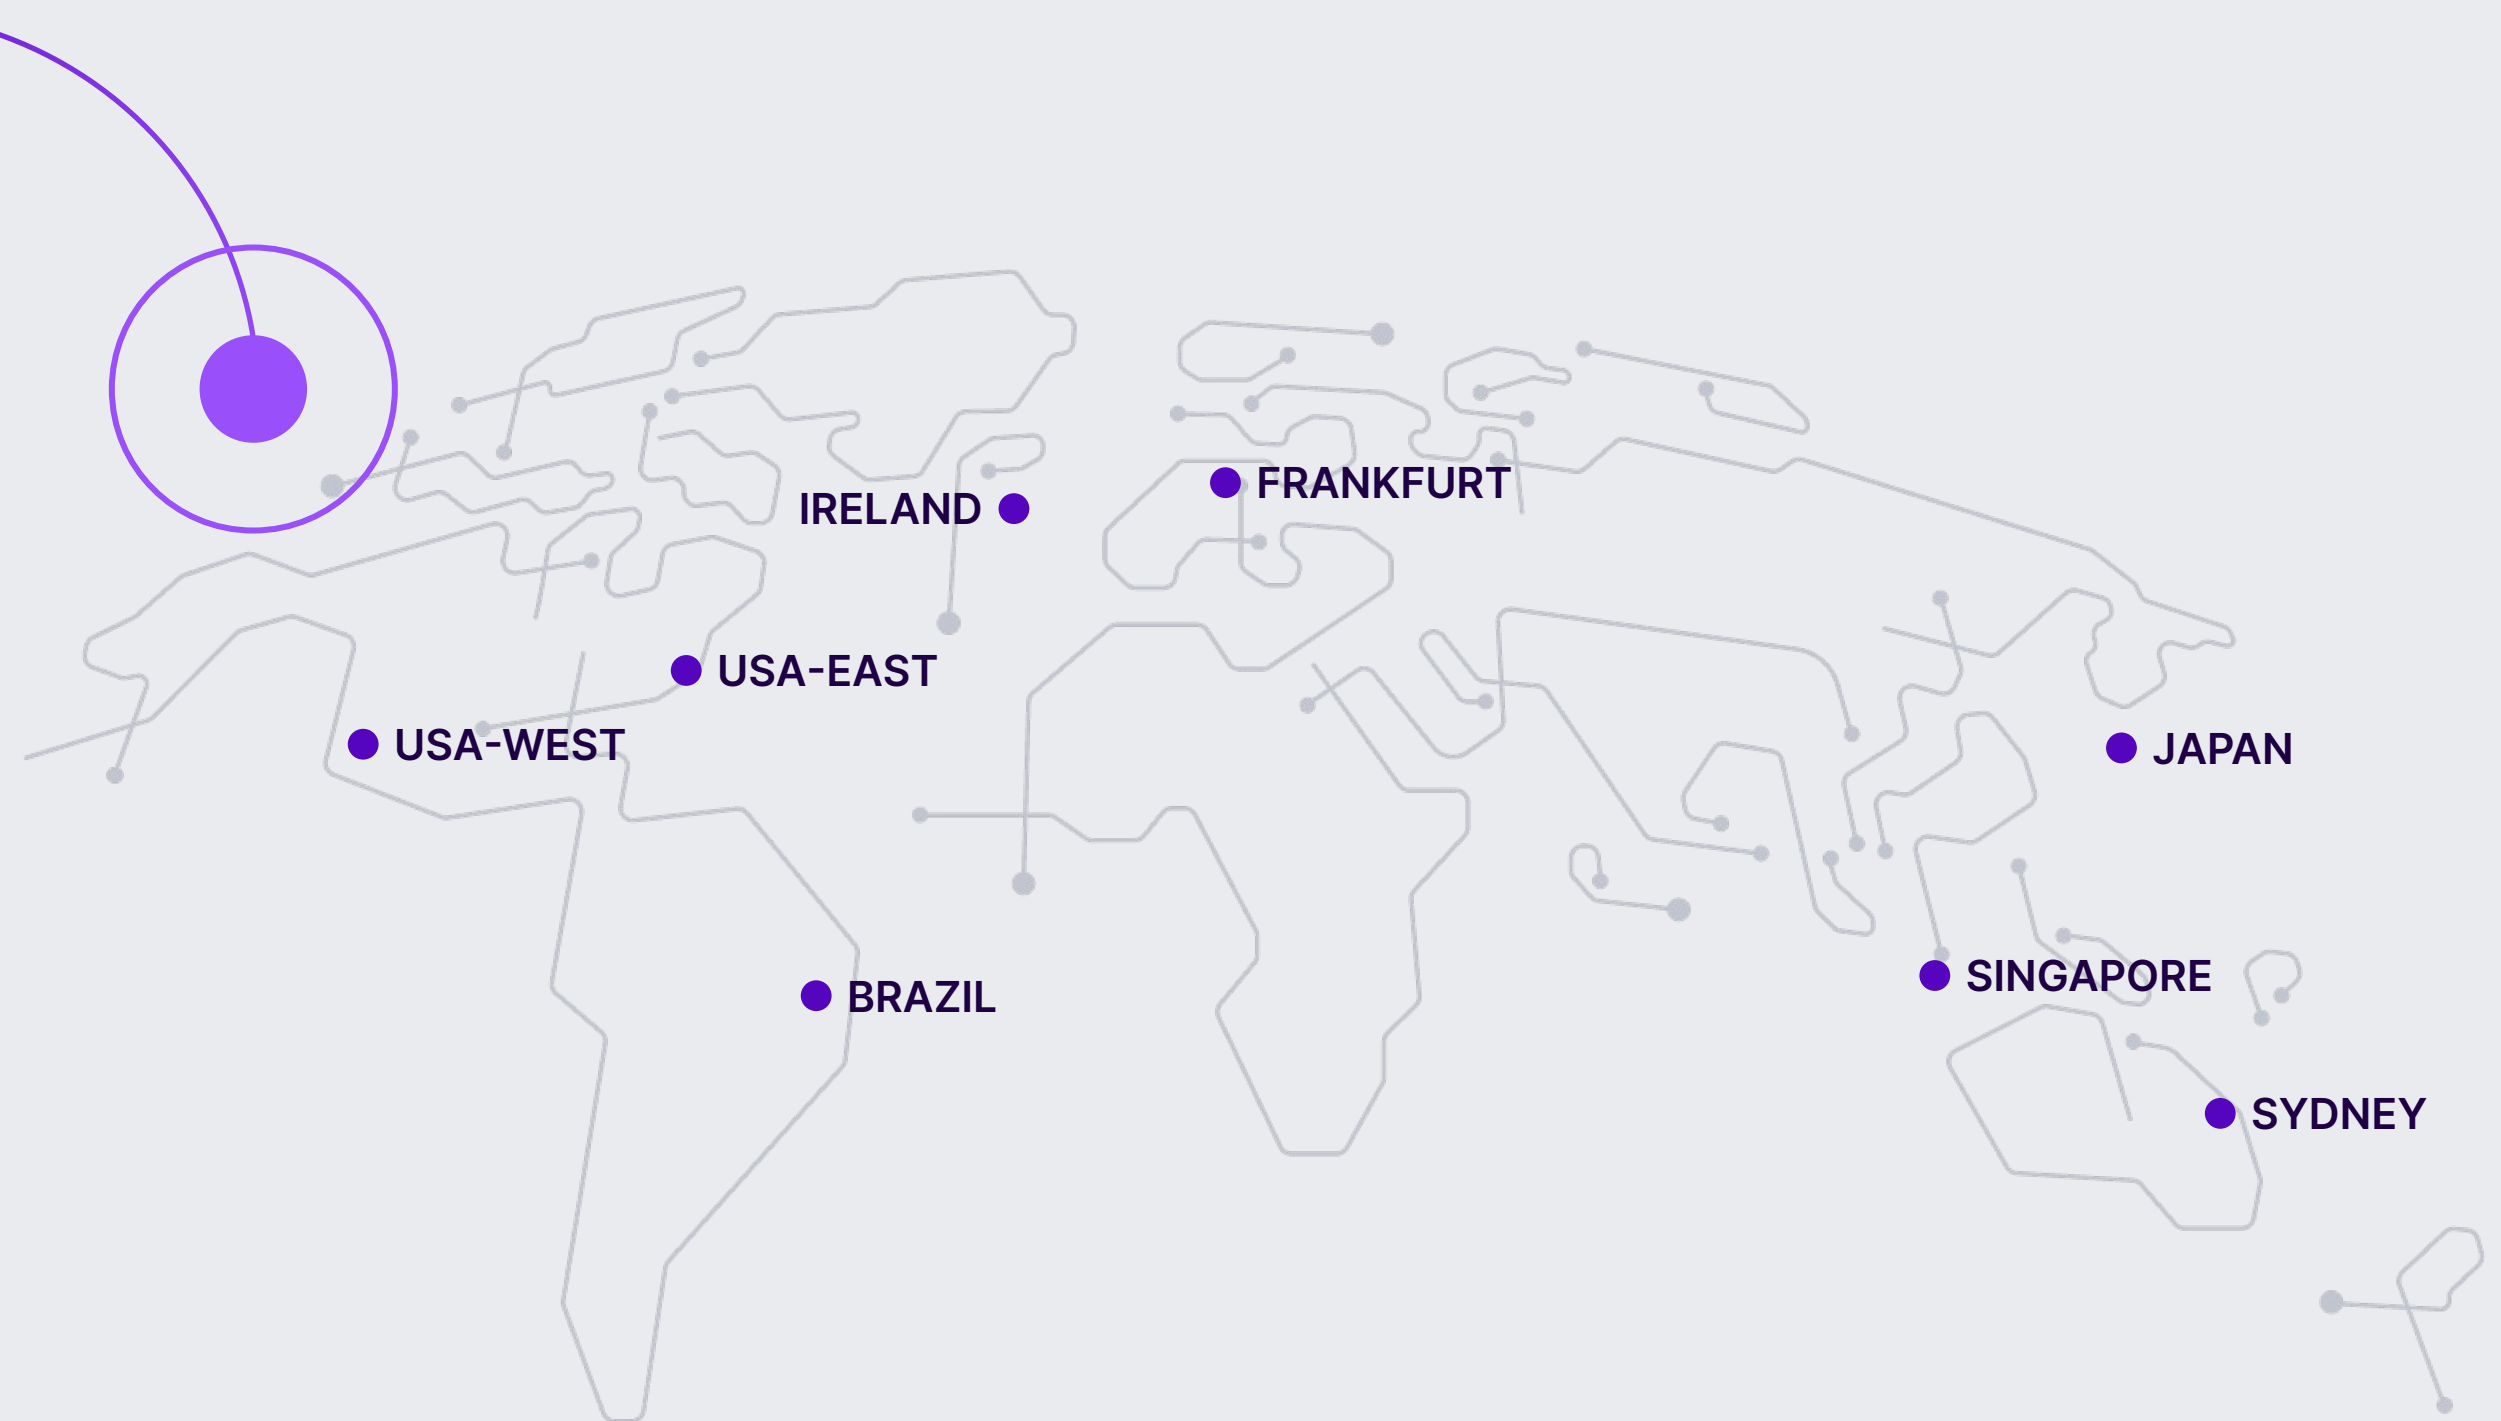 FRANKFURT
IRELAND
USA-EAST
USA-WEST
JAPAN
SINGAPORE
BRAZIL
SYDNEY